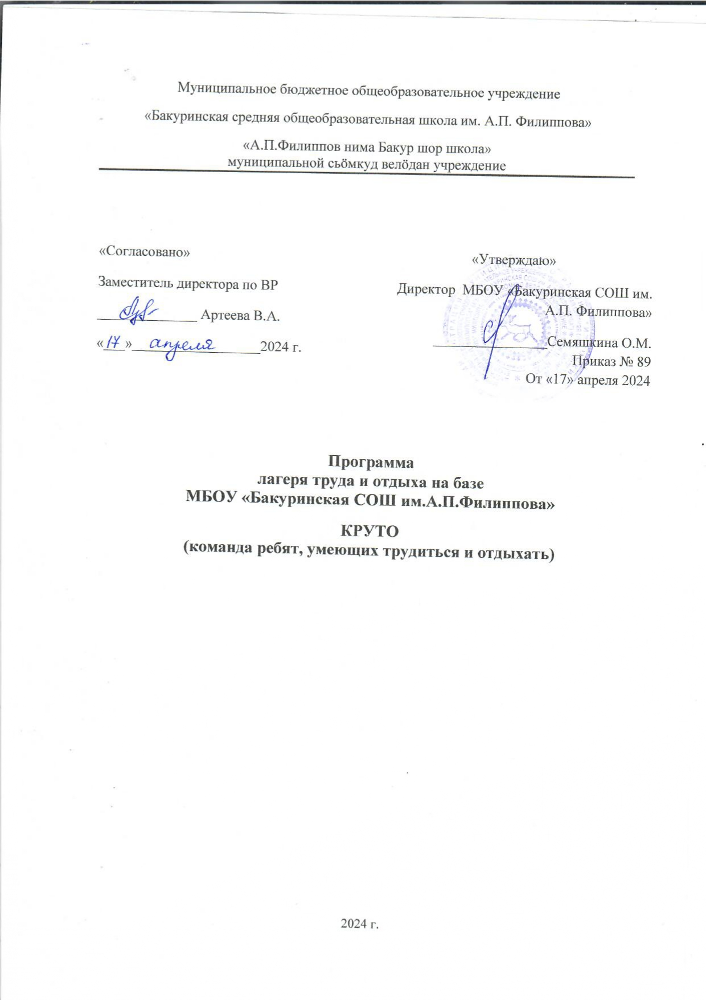 Муниципальное бюджетное общеобразовательное учреждение
«Бакуринская средняя общеобразовательная школа им. А.П. Филиппова»
«А.П.Филиппов нима Бакур шор школа»
муниципальной сьӧмкуд велӧдан учреждение
«Согласовано»
Заместитель директора по ВР
Артеева В.А.
«17» апреля 2024 г.
«Утверждаю»
Директор МБОУ «Бакуринская СОШ им.
А.П. Филиппова»
Семяшкина О.М.
Приказ № 89
От «17» апреля 2024
Программа
лагеря труда и отдыха на базе
МБОУ «Бакуринская СОШ им.А.П.Филиппова»
КРУТО
(команда ребят, умеющих трудиться и отдыхать)
2024 г.